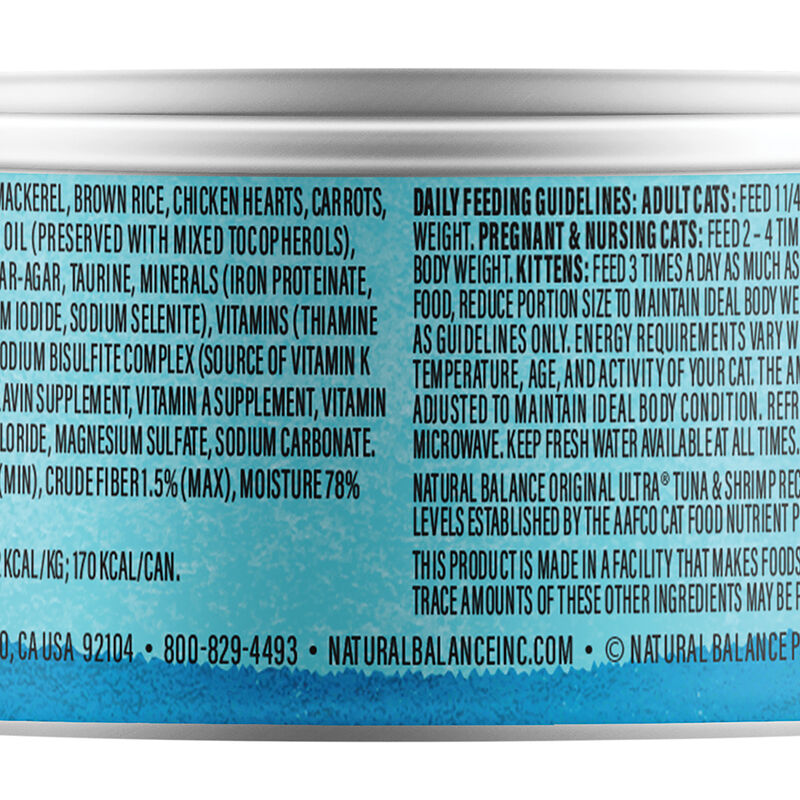 MACKEREL, BROWN RICE, CHICKEN HEARTS, CARROTS,
OIL (PRESERVED WITH MIXED TOCOPHEROLS),
AR-AGAR, TAURINE, MINERALS (IRON PROTEINATE,
M IODIDE, SODIUM SELENITE), VITAMINS (THIAMINE
ODIUM BISULFITE COMPLEX (SOURCE OF VITAMIN K
LAVIN SUPPLEMENT, VITAMIN A SUPPLEMENT, VITAMIN
LORIDE, MAGNESIUM SULFATE, SODIUM CARBONATE.
(MIN), CRUDE FIBER 1.5% (MAX), MOISTURE 78%
KCAL/KG; 170 KCAL/CAN.
DAILY FEEDING GUIDELINES: ADULT CATS: FEED 1 1/4
WEIGHT. PREGNANT & NURSING CATS: FEED 2 – 4 TIM
BODY WEIGHT. KITTENS: FEED 3 TIMES A DAY AS MUCH AS
FOOD, REDUCE PORTION SIZE TO MAINTAIN IDEAL BODY WE
AS GUIDELINES ONLY. ENERGY REQUIREMENTS VARY W
TEMPERATURE, AGE, AND ACTIVITY OF YOUR CAT. THE AM
ADJUSTED TO MAINTAIN IDEAL BODY CONDITION. REFR
MICROWAVE. KEEP FRESH WATER AVAILABLE AT ALL TIMES.
NATURAL BALANCE ORIGINAL ULTRA® TUNA & SHRIMP REC
LEVELS ESTABLISHED BY THE AAFCO CAT FOOD NUTRIENT P
THIS PRODUCT IS MADE IN A FACILITY THAT MAKES FOODS
TRACE AMOUNTS OF THESE OTHER INGREDIENTS MAY BE P
O, CA USA 92104 • 800-829-4493 • NATURALBALANCEINC.COM • © NATURAL BALANCE P